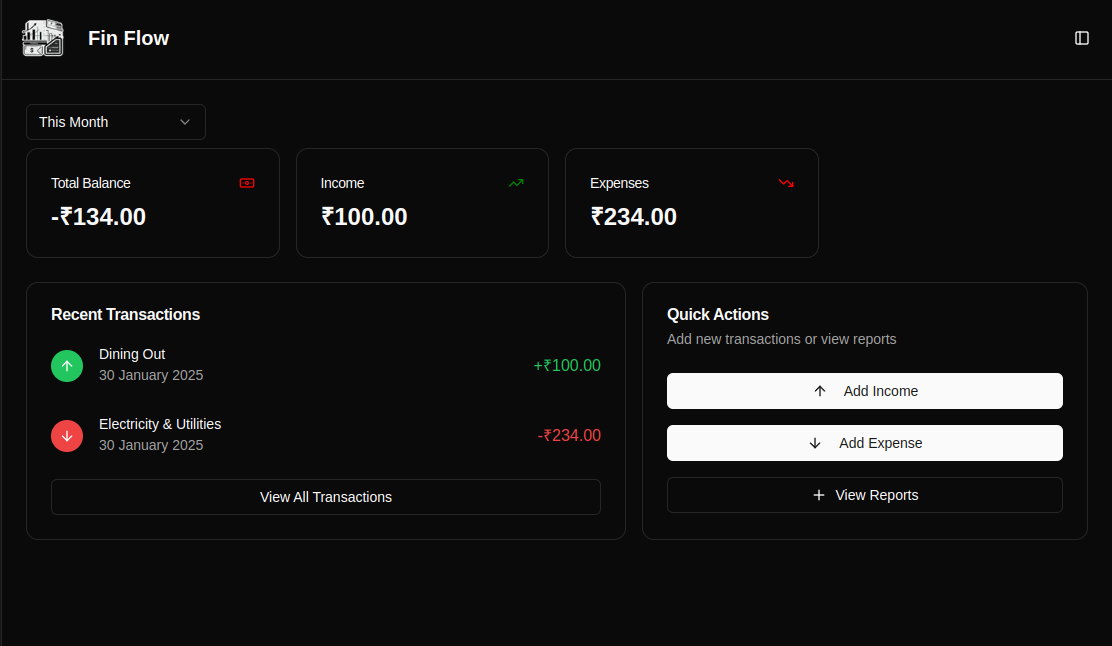 Fin Flow
This Month
Total Balance
-₹134.00
Income
₹100.00
Expenses
₹234.00
Recent Transactions
Dining Out
30 January 2025
+₹100.00
Electricity & Utilities
30 January 2025
-₹234.00
View All Transactions
Quick Actions
Add new transactions or view reports
Add Income
Add Expense
View Reports